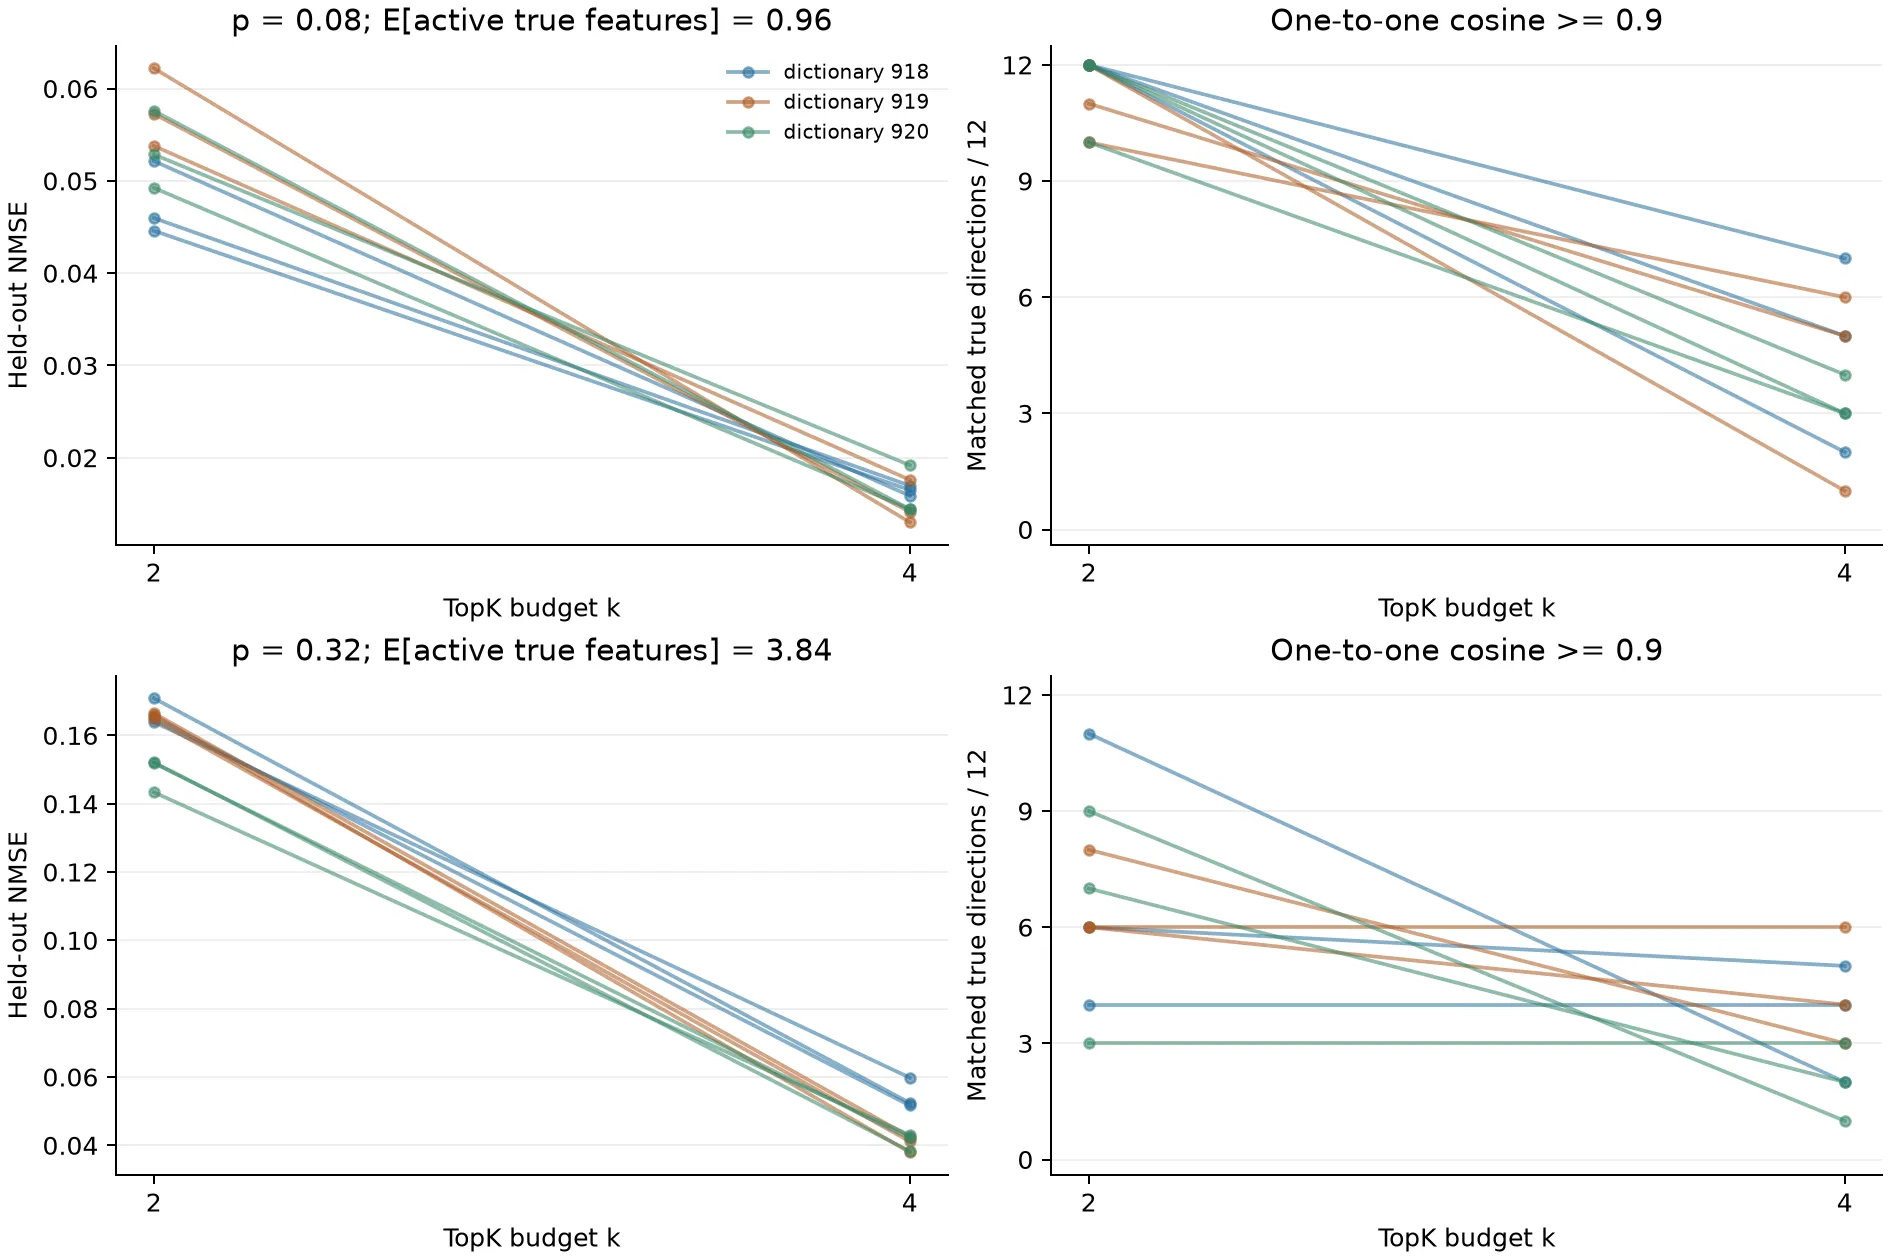 p = 0.08; E[active true features] = 0.96
Held-out NMSE
0.06
0.05
0.04
0.03
0.02
dictionary 918
dictionary 919
dictionary 920
2
4
TopK budget k
One-to-one cosine >= 0.9
Matched true directions / 12
12
9
6
3
0
2
4
TopK budget k
p = 0.32; E[active true features] = 3.84
Held-out NMSE
0.16
0.14
0.12
0.10
0.08
0.06
0.04
2
4
TopK budget k
One-to-one cosine >= 0.9
Matched true directions / 12
12
9
6
3
0
2
4
TopK budget k